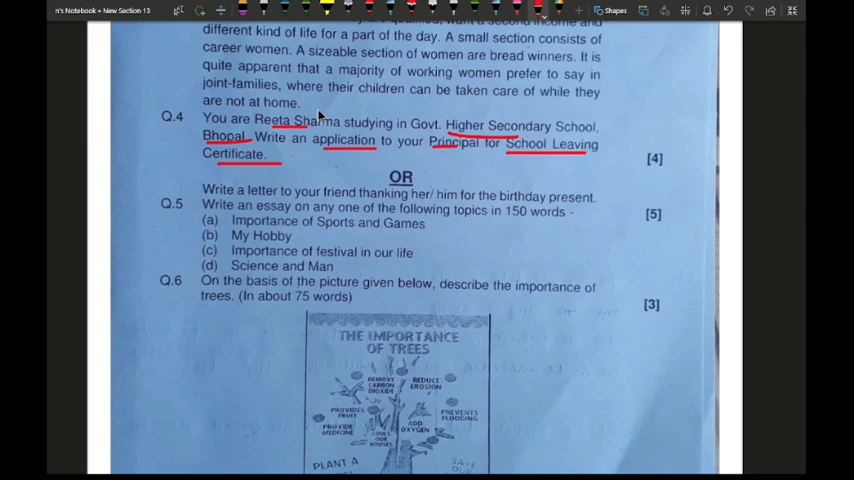 n's Notebook » New Section 13
Shapes
different kind of life for a part of the day. A small section consists of
career women. A sizeable section of women are bread winners. It is
quite apparent that a majority of working women prefer to say in
joint-families, where their children can be taken care of while they
are not at home.
Q.4 You are Reeta Sharma studying in Govt. Higher Secondary School,
Bhopal. Write an application to your Principal for School Leaving
Certificate. [4]
OR
Write a letter to your friend thanking her/ him for the birthday present.
Q.5 Write an essay on any one of the following topics in 150 words - [5]
(a) Importance of Sports and Games
(b) My Hobby
(c) Importance of festival in our life
(d) Science and Man
Q.6 On the basis of the picture given below, describe the importance of
trees. (In about 75 words) [3]
THE IMPORTANCE
OF TREES
REMOVE
CARBON
DIOXIDE
REDUCE
EROSION
PROVIDES
FRUIT
PREVENTS
FLOODING
PROVIDE
MEDICINE
ADD
OXYGEN
COOLS
OUR
HOUSES
PLANT A
SAVE
OUR